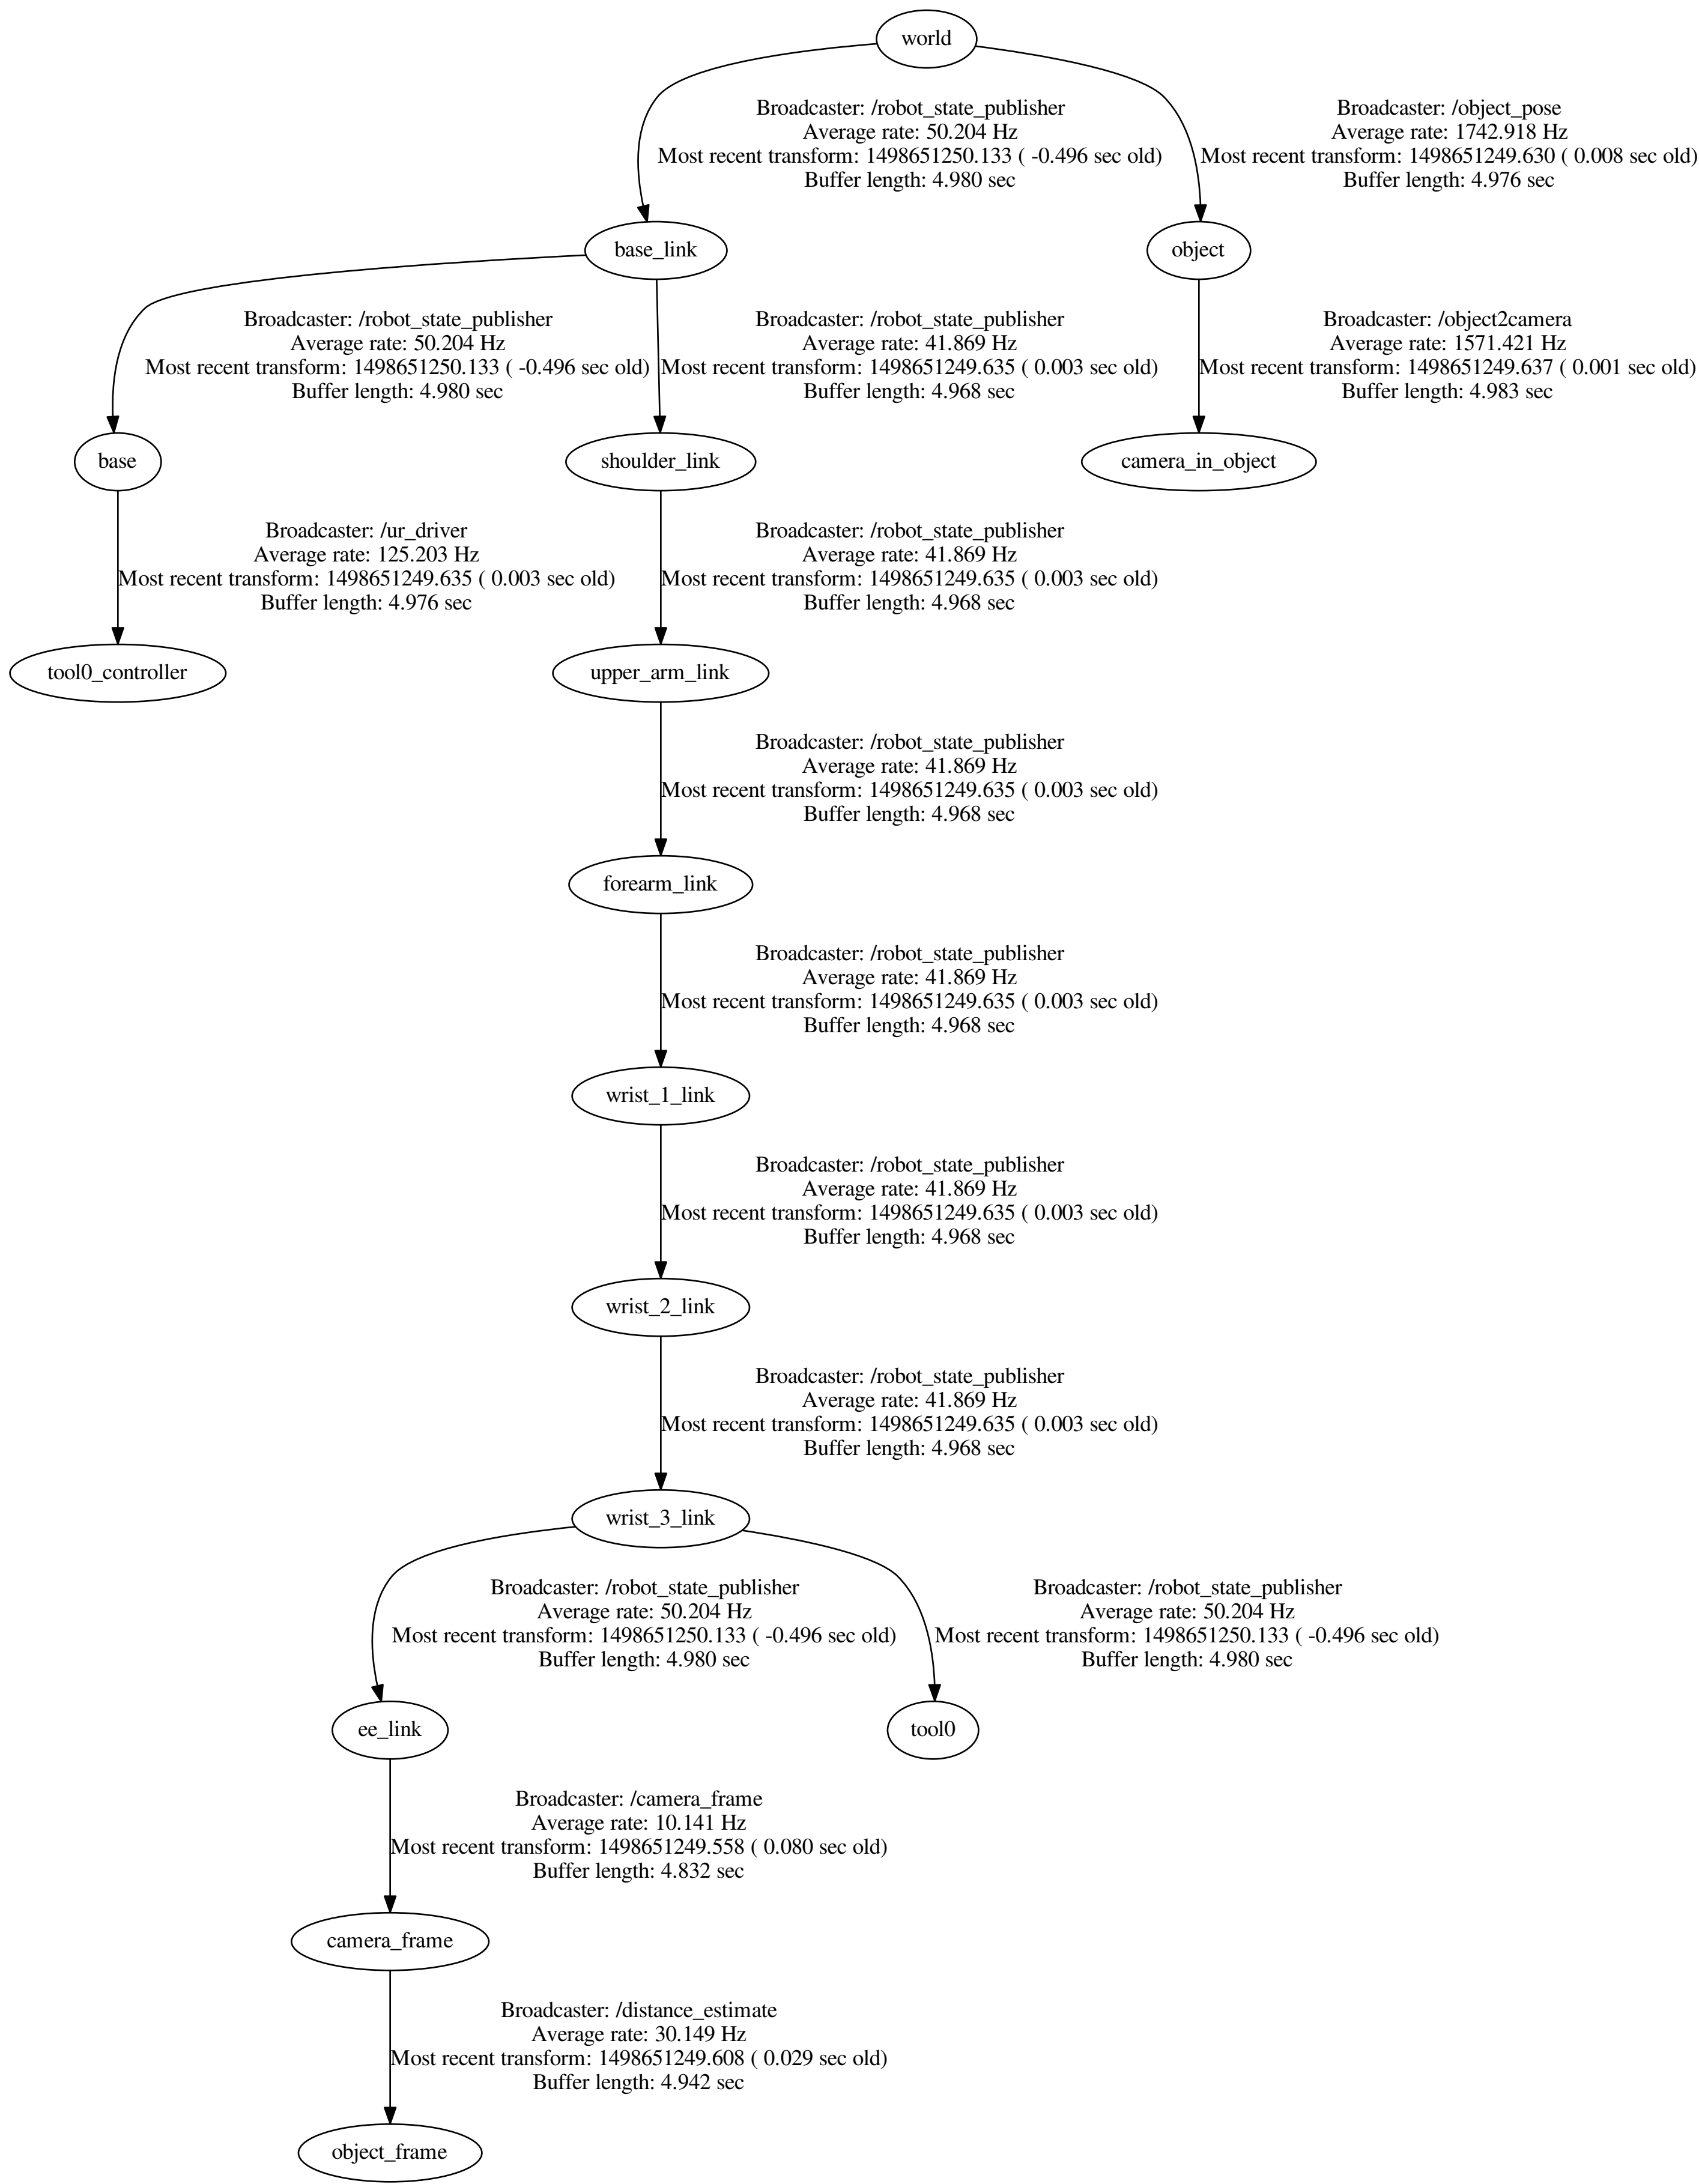 world
Broadcaster: /robot_state_publisher
Average rate: 50.204 Hz
Most recent transform: 1498651250.133 ( -0.496 sec old)
Buffer length: 4.980 sec
Broadcaster: /object_pose
Average rate: 1742.918 Hz
Most recent transform: 1498651249.630 ( 0.008 sec old)
Buffer length: 4.976 sec
base_link
object
Broadcaster: /robot_state_publisher
Average rate: 50.204 Hz
Most recent transform: 1498651250.133 ( -0.496 sec old)
Buffer length: 4.980 sec
Broadcaster: /robot_state_publisher
Average rate: 41.869 Hz
Most recent transform: 1498651249.635 ( 0.003 sec old)
Buffer length: 4.968 sec
Broadcaster: /object2camera
Average rate: 1571.421 Hz
Most recent transform: 1498651249.637 ( 0.001 sec old)
Buffer length: 4.983 sec
base
shoulder_link
camera_in_object
Broadcaster: /ur_driver
Average rate: 125.203 Hz
Most recent transform: 1498651249.635 ( 0.003 sec old)
Buffer length: 4.976 sec
Broadcaster: /robot_state_publisher
Average rate: 41.869 Hz
Most recent transform: 1498651249.635 ( 0.003 sec old)
Buffer length: 4.968 sec
tool0_controller
upper_arm_link
Broadcaster: /robot_state_publisher
Average rate: 41.869 Hz
Most recent transform: 1498651249.635 ( 0.003 sec old)
Buffer length: 4.968 sec
forearm_link
Broadcaster: /robot_state_publisher
Average rate: 41.869 Hz
Most recent transform: 1498651249.635 ( 0.003 sec old)
Buffer length: 4.968 sec
wrist_1_link
Broadcaster: /robot_state_publisher
Average rate: 41.869 Hz
Most recent transform: 1498651249.635 ( 0.003 sec old)
Buffer length: 4.968 sec
wrist_2_link
Broadcaster: /robot_state_publisher
Average rate: 41.869 Hz
Most recent transform: 1498651249.635 ( 0.003 sec old)
Buffer length: 4.968 sec
wrist_3_link
Broadcaster: /robot_state_publisher
Average rate: 50.204 Hz
Most recent transform: 1498651250.133 ( -0.496 sec old)
Buffer length: 4.980 sec
Broadcaster: /robot_state_publisher
Average rate: 50.204 Hz
Most recent transform: 1498651250.133 ( -0.496 sec old)
Buffer length: 4.980 sec
ee_link
tool0
Broadcaster: /camera_frame
Average rate: 10.141 Hz
Most recent transform: 1498651249.558 ( 0.080 sec old)
Buffer length: 4.832 sec
camera_frame
Broadcaster: /distance_estimate
Average rate: 30.149 Hz
Most recent transform: 1498651249.608 ( 0.029 sec old)
Buffer length: 4.942 sec
object_frame